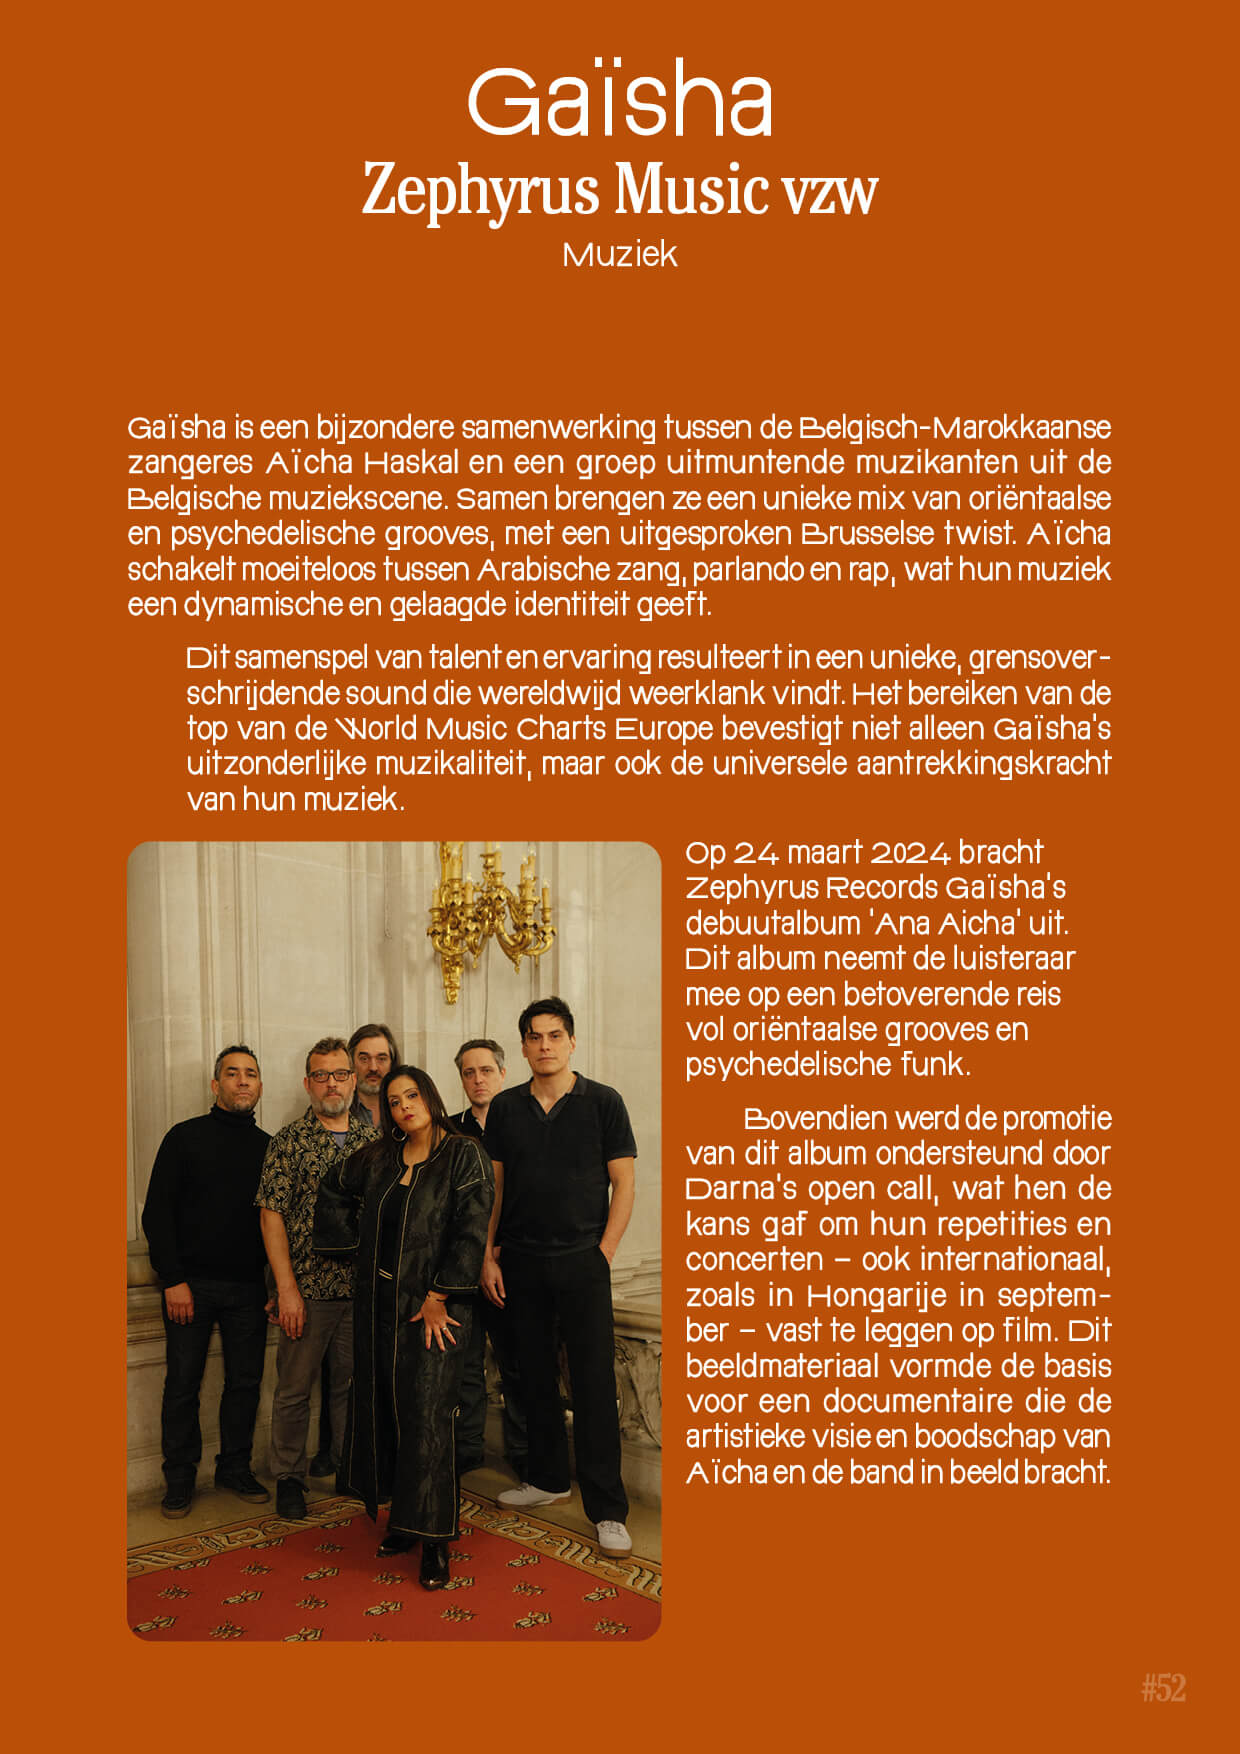 Gaïsha
Zephyrus Music vzw
Muziek
Gaïsha is een bijzondere samenwerking tussen de Belgisch-Marokkaanse
zangeres Aïcha Haskal en een groep uitmuntende muzikanten uit de
Belgische muziekscene. Samen brengen ze een unieke mix van oriëntaalse
en psychedelische grooves, met een uitgesproken Brusselse twist. Aïcha
schakelt moeiteloos tussen Arabische zang, parlando en rap, wat hun muziek
een dynamische en gelaagde identiteit geeft.
Dit samenspel van talent en ervaring resulteert in een unieke, grensover-
schrijdende sound die wereldwijd weerklank vindt. Het bereiken van de
top van de World Music Charts Europe bevestigt niet alleen Gaïsha's
uitzonderlijke muzikaliteit, maar ook de universele aantrekkingskracht
van hun muziek.
Op 24 maart 2024 bracht
Zephyrus Records Gaïsha's
debuutalbum 'Ana Aicha' uit.
Dit album neemt de luisteraar
mee op een betoverende reis
vol oriëntaalse grooves en
psychedelische funk.
Bovendien werd de promotie
van dit album ondersteund door
Darna's open call, wat hen de
kans gaf om hun repetities en
concerten – ook internationaal,
zoals in Hongarije in septem-
ber – vast te leggen op film. Dit
beeldmateriaal vormde de basis
voor een documentaire die de
artistieke visie en boodschap van
Aïcha en de band in beeld bracht.
#52